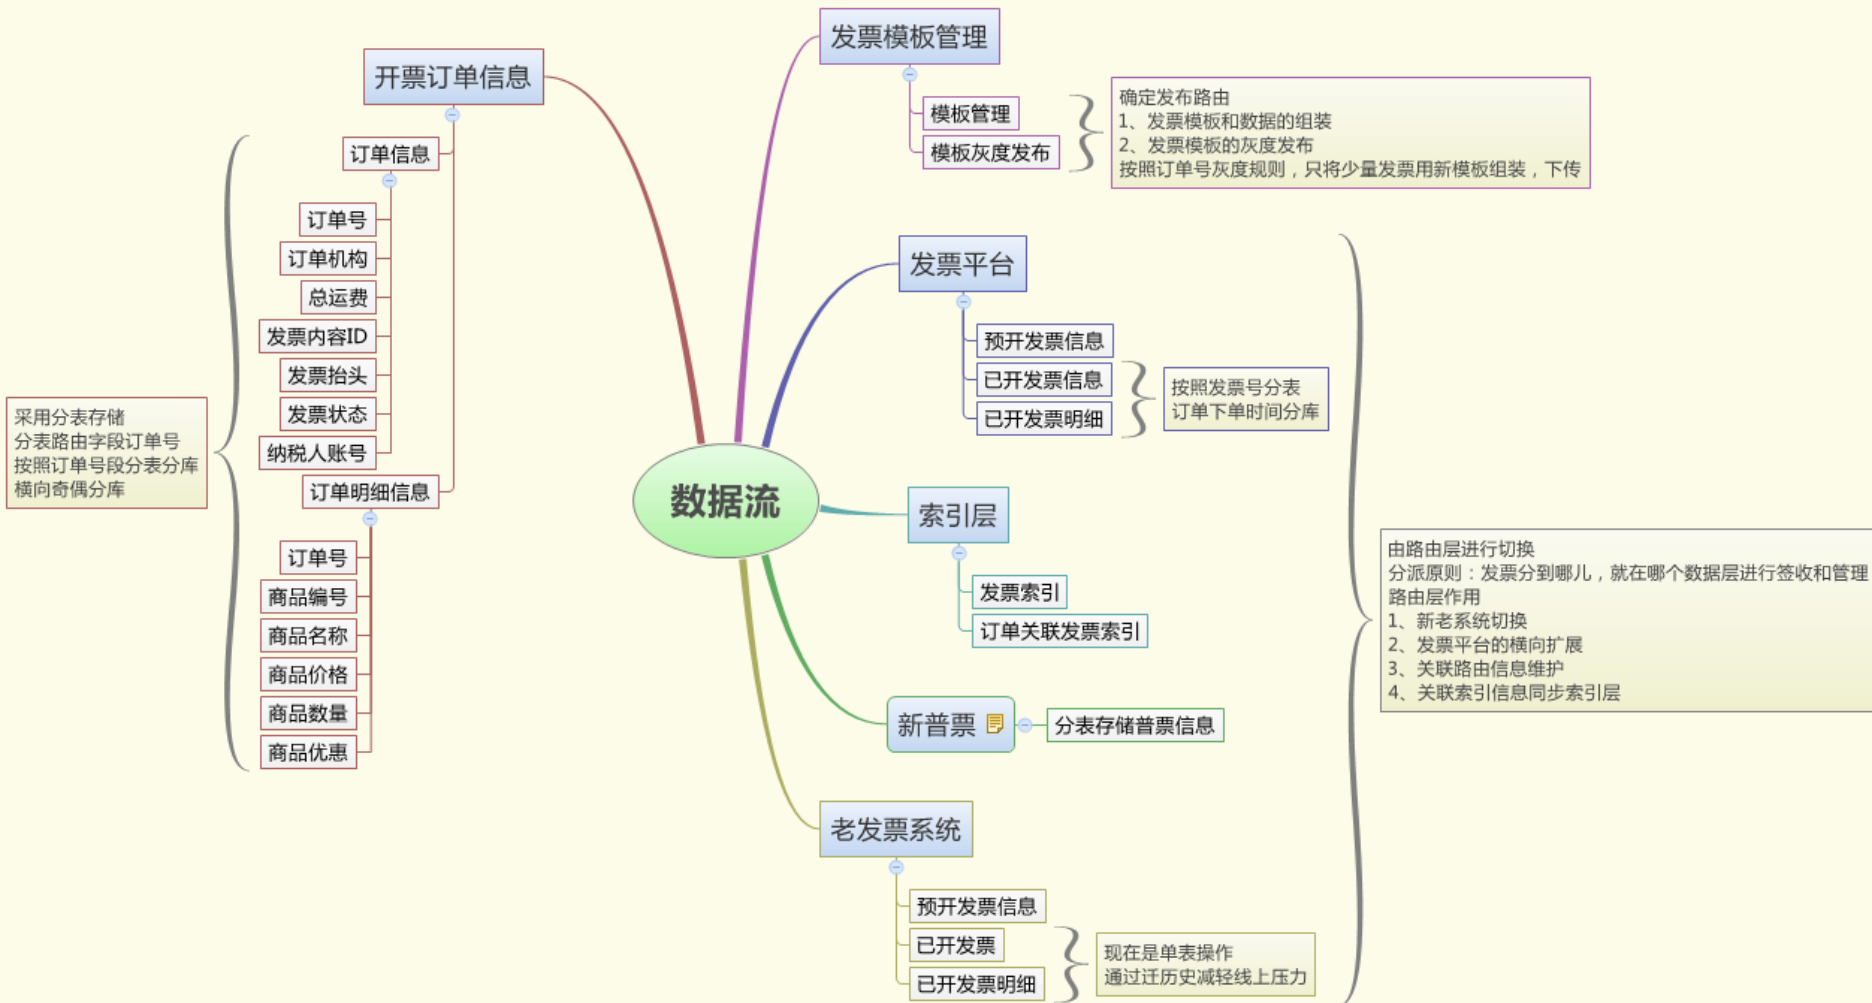 数据流
开票订单信息
订单信息
订单号
订单机构
总运费
发票内容ID
发票抬头
发票状态
纳税人账号
订单明细信息
订单号
商品编号
商品名称
商品价格
商品数量
商品优惠
采用分表存储
分表路由字段订单号
按照订单号段分表分库
横向奇偶分库
发票模板管理
模板管理
模板灰度发布
确定发布路由
1、发票模板和数据的组装
2、发票模板的灰度发布
按照订单号灰度规则，只将少量发票用新模板组装，下传
发票平台
预开发票信息
已开发票信息
已开发票明细
按照发票号分表
订单下单时间分库
索引层
发票索引
订单关联发票索引
新普票
分表存储普票信息
老发票系统
预开发票信息
已开发票
已开发票明细
现在是单表操作
通过迁历史减轻线上压力
由路由层进行切换
分派原则：发票分到哪儿，就在哪个数据层进行签收和管理
路由层作用
1、新老系统切换
2、发票平台的横向扩展
3、关联路由信息维护
4、关联索引信息同步索引层